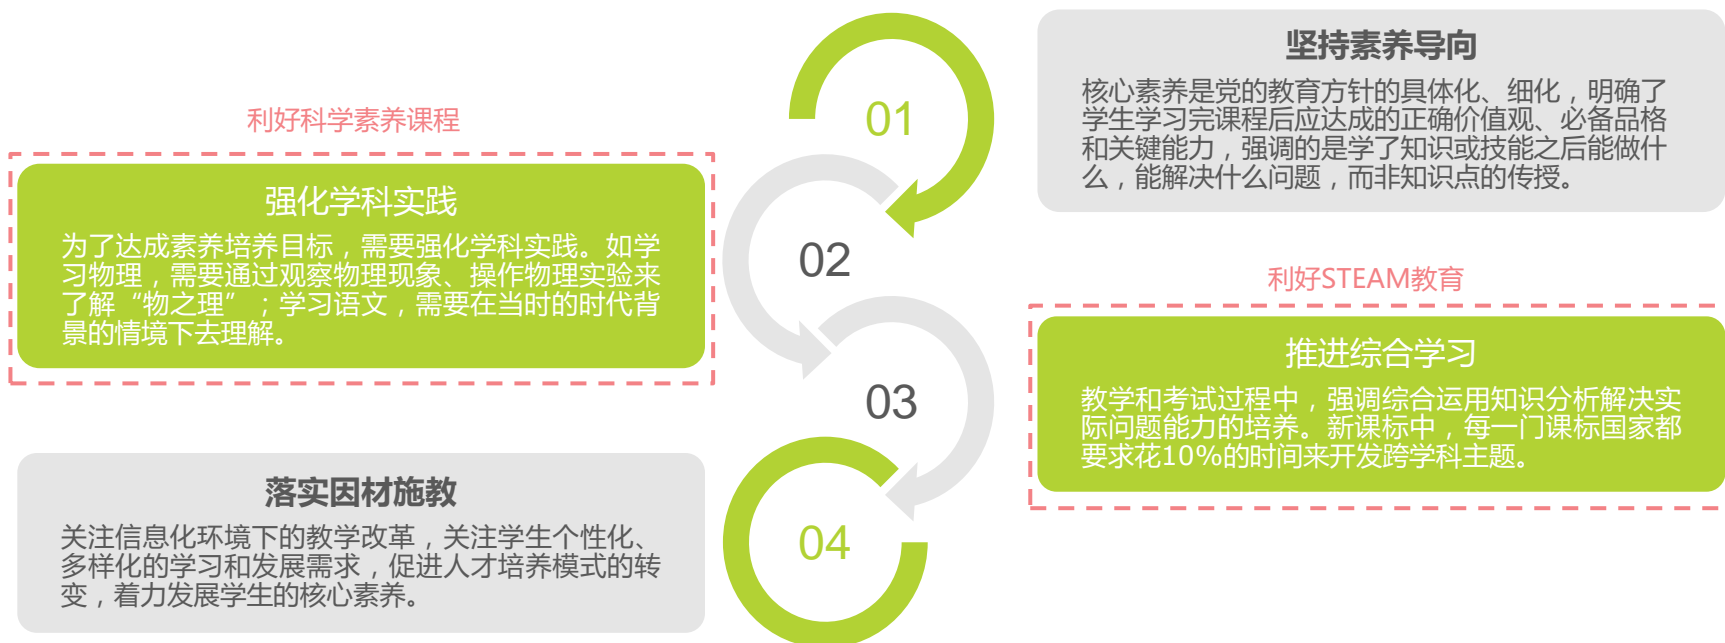 01
坚持素养导向
核心素养是党的教育方针的具体化、细化，明确了
学生学习完课程后应达成的正确价值观、必备品格
和关键能力，强调的是学了知识或技能之后能做什
么，能解决什么问题，而非知识点的传授。
利好科学素养课程
强化学科实践
为了达成素养培养目标，需要强化学科实践。如学
习物理，需要通过观察物理现象、操作物理实验来
了解“物之理”；学习语文，需要在当时的时代背
景的情境下去理解。
02
利好STEAM教育
03
推进综合学习
教学和考试过程中，强调综合运用知识分析解决实
际问题能力的培养。新课标中，每一门课标国家都
要求花10%的时间来开发跨学科主题。
落实因材施教
关注信息化环境下的教学改革，关注学生个性化、
多样化的学习和发展需求，促进人才培养模式的转
变，着力发展学生的核心素养。
04